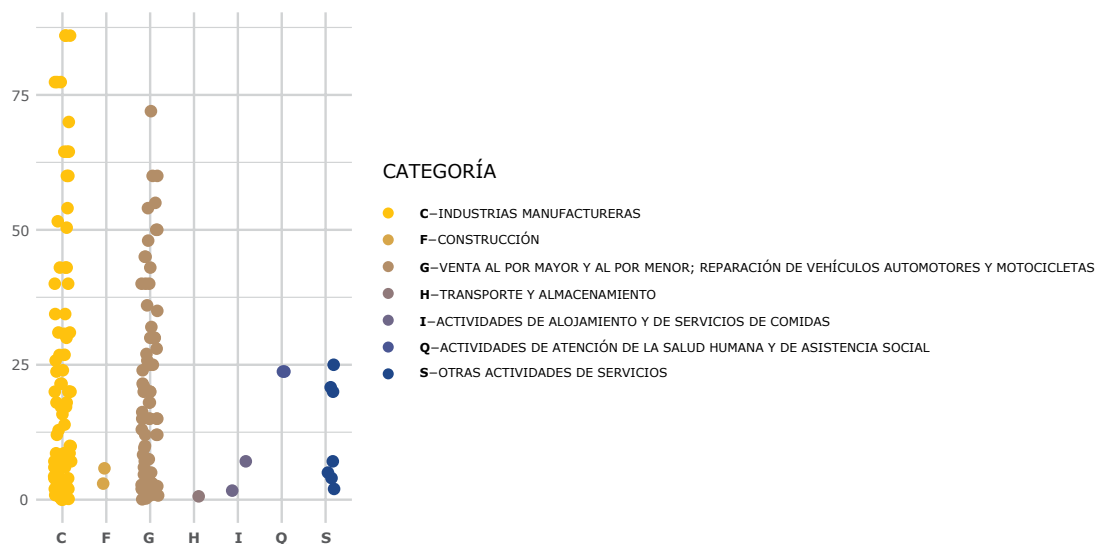 75
50
25
0
C F G H I Q S
CATEGORÍA
C–INDUSTRIAS MANUFACTURERAS
F–CONSTRUCCIÓN
G–VENTA AL POR MAYOR Y AL POR MENOR; REPARACIÓN DE VEHÍCULOS AUTOMOTORES Y MOTOCICLETAS
H–TRANSPORTE Y ALMACENAMIENTO
I–ACTIVIDADES DE ALOJAMIENTO Y DE SERVICIOS DE COMIDAS
Q–ACTIVIDADES DE ATENCIÓN DE LA SALUD HUMANA Y DE ASISTENCIA SOCIAL
S–OTRAS ACTIVIDADES DE SERVICIOS